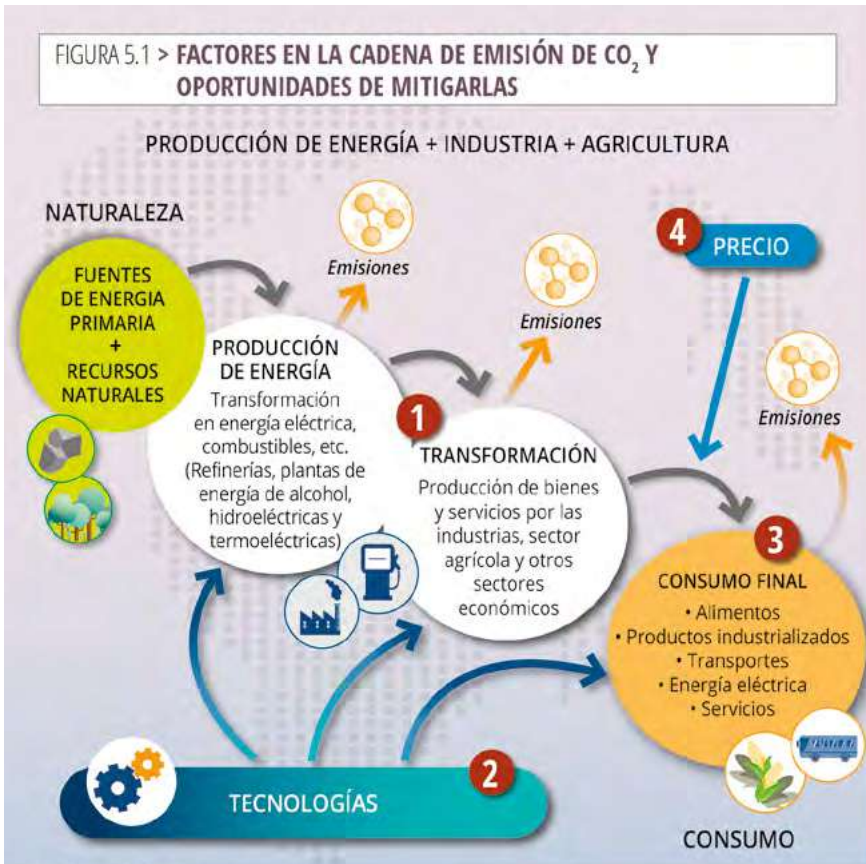 FIGURA 5.1 > FACTORES EN LA CADENA DE EMISIÓN DE CO₂ Y
OPORTUNIDADES DE MITIGARLAS
PRODUCCIÓN DE ENERGÍA + INDUSTRIA + AGRICULTURA
NATURALEZA
FUENTES
DE ENERGIA
PRIMARIA
+
RECURSOS
NATURALES
Emisiones
PRODUCCIÓN
DE ENERGÍA
Transformación
en energía eléctrica,
combustibles, etc.
(Refinerías, plantas de
energía de alcohol,
hidroeléctricas y
termoeléctricas)
1
Emisiones
TRANSFORMACIÓN
Producción de bienes
y servicios por las
industrias, sector
agrícola y otros
sectores
económicos
4
PRECIO
Emisiones
3
CONSUMO FINAL
• Alimentos
• Productos industrializados
• Transportes
• Energía eléctrica
• Servicios
2
TECNOLOGÍAS
CONSUMO